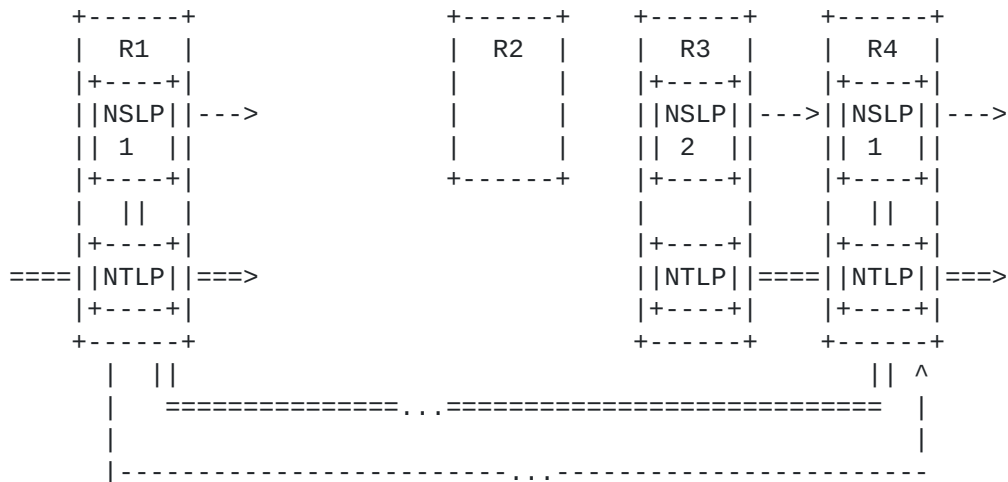 R1 R2 R3 R4
NSLP ---> NSLP ---> NSLP --->
1 2 1
==== NTLP ===> NTLP ==== NTLP ===>
===============...============================
|-------------------------...------------------------